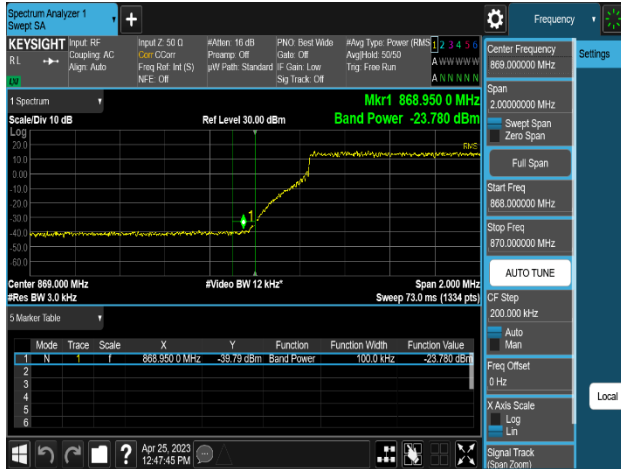 Spectrum Analyzer 1
Swept SA
Frequency
KEYSIGHT
Input: RF
Coupling: AC
Align: Auto
Input Z: 50 Ω
Corr CCorr
Freq Ref: Int (S)
NFE: Off
#Atten: 16 dB
Preamp: Off
µW Path: Standard
PNO: Best Wide
Gate: Off
IF Gain: Low
Sig Track: Off
#Avg Type: Power (RMS
Avg|Hold: 50/50
Trig: Free Run
1 2 3 4 5 6
A W W W W W
A N N N N N
R L
1 Spectrum
Scale/Div 10 dB
Ref Level 30.00 dBm
Mkr1 868.950 0 MHz
Band Power -23.780 dBm
Log
RMS
20.0
10.0
0.00
-10.0
-20.0
-30.0
-40.0
-50.0
-60.0
1
Center 869.000 MHz
#Video BW 12 kHz*
Span 2.000 MHz
#Res BW 3.0 kHz
Sweep 73.0 ms (1334 pts)
5 Marker Table
Mode Trace Scale X Y Function Function Width Function Value
1 N 1 f 868.950 0 MHz -39.79 dBm Band Power 100.0 kHz -23.780 dBm
2
3
4
5
6
?
Apr 25, 2023
12:47:45 PM
Center Frequency
869.000000 MHz
Settings
Span
2.00000000 MHz
Swept Span
Zero Span
Full Span
Start Freq
868.000000 MHz
Stop Freq
870.000000 MHz
AUTO TUNE
CF Step
200.000 kHz
Auto
Man
Freq Offset
0 Hz
Local
X Axis Scale
Log
Lin
Signal Track
(Span Zoom)